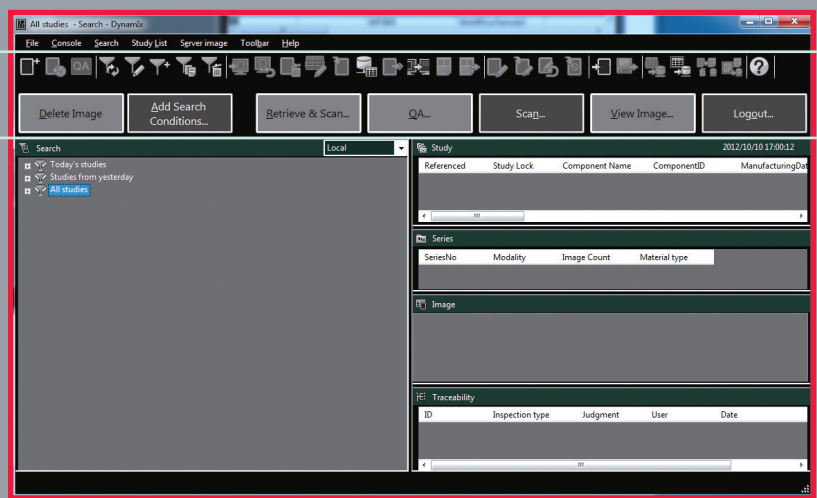 All studies - Search - Dynamix
File Console Search Study List Server image Toolbar Help
QA
Delete Image Add Search Conditions... Retrieve & Scan... QA... Scan... View Image... Logout...
Search Local
Today's studies
Studies from yesterday
All studies
Study 2012/10/10 17:00:12
Referenced Study Lock Component Name ComponentID ManufacturingDat
Series
SeriesNo Modality Image Count Material type
Image
Traceability
ID Inspection type Judgment User Date